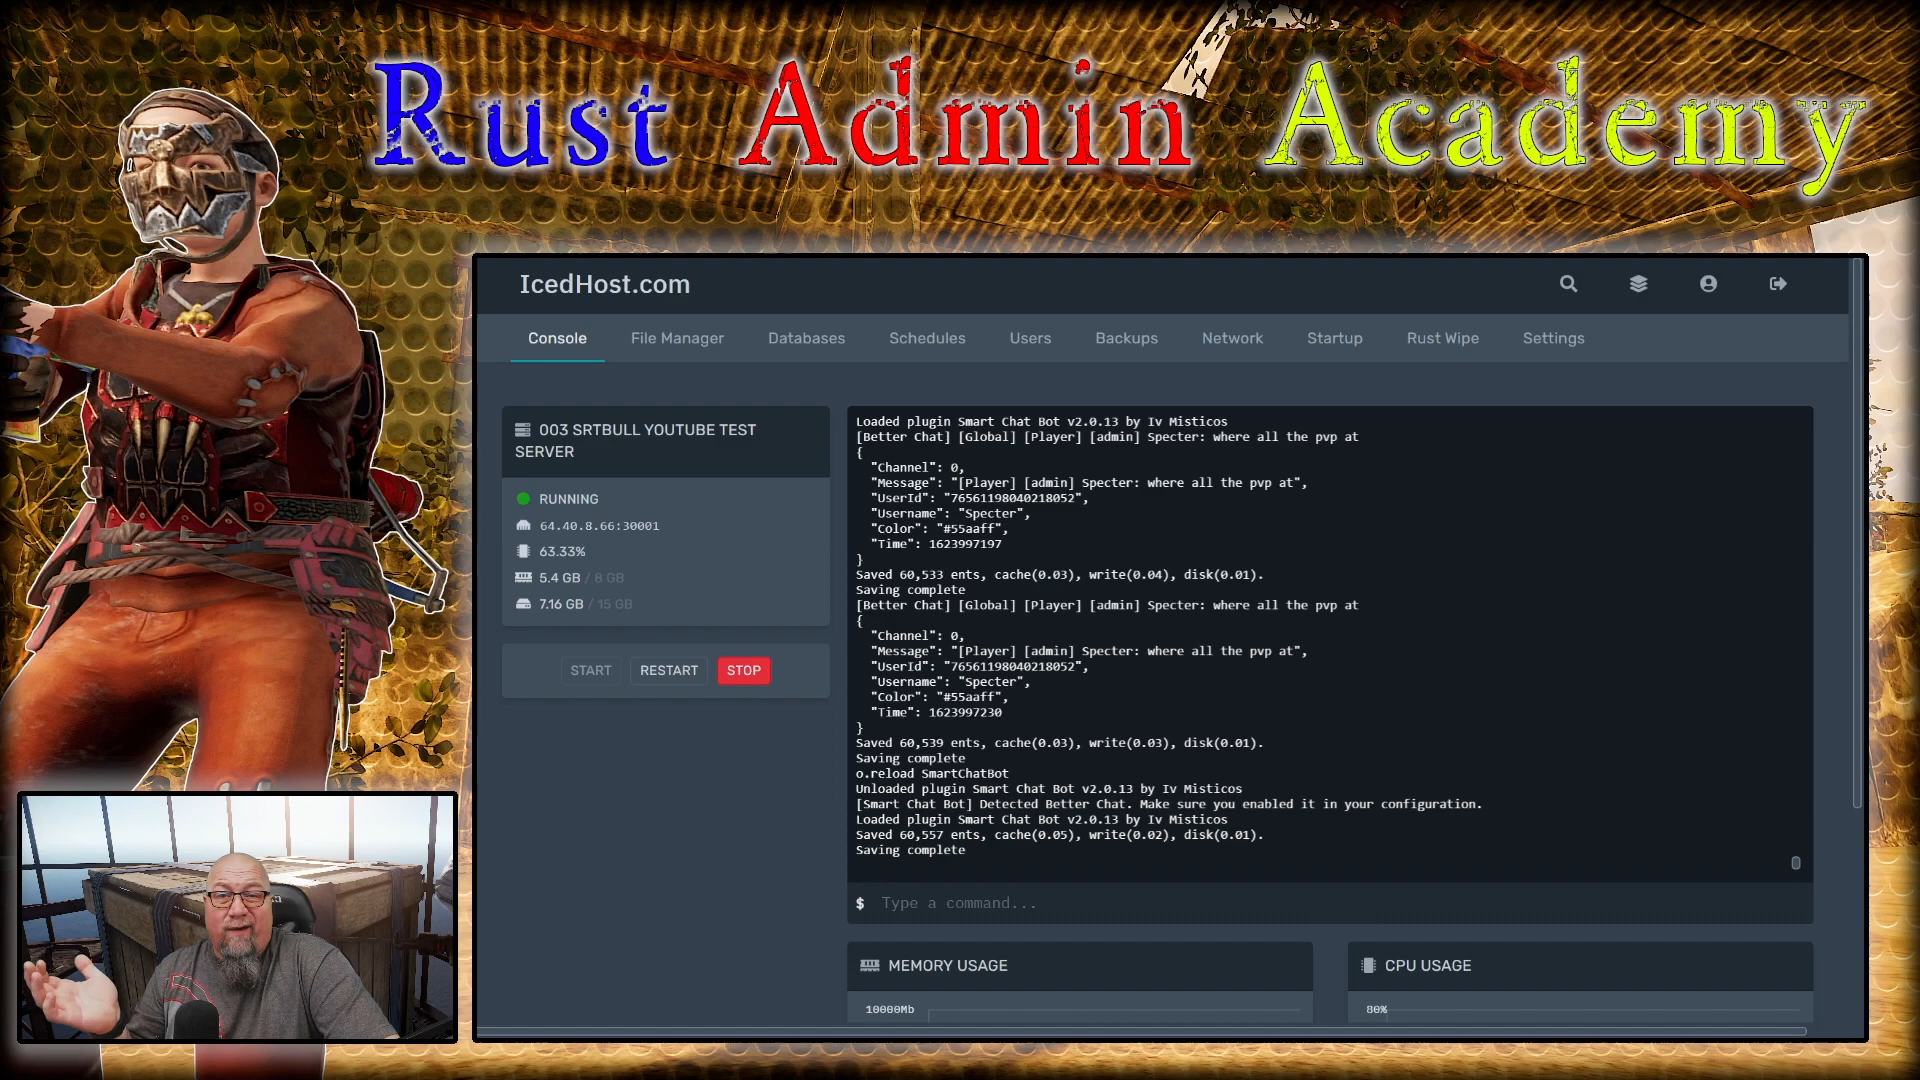 Rust Admin Academy
IcedHost.com
Console File Manager Databases Schedules Users Backups Network Startup Rust Wipe Settings
003 SRTBULL YOUTUBE TEST
SERVER
RUNNING
64.40.8.66:30001
63.33%
5.4 GB / 8 GB
7.16 GB / 15 GB
START RESTART STOP
Loaded plugin Smart Chat Bot v2.0.13 by Iv Misticos
[Better Chat] [Global] [Player] [admin] Specter: where all the pvp at
{
"Channel": 0,
"Message": "[Player] [admin] Specter: where all the pvp at",
"UserId": "76561198040218052",
"Username": "Specter",
"Color": "#55aaff",
"Time": 1623997197
}
Saved 60,533 ents, cache(0.03), write(0.04), disk(0.01).
Saving complete
[Better Chat] [Global] [Player] [admin] Specter: where all the pvp at
{
"Channel": 0,
"Message": "[Player] [admin] Specter: where all the pvp at",
"UserId": "76561198040218052",
"Username": "Specter",
"Color": "#55aaff",
"Time": 1623997230
}
Saved 60,539 ents, cache(0.03), write(0.03), disk(0.01).
Saving complete
o.reload SmartChatBot
Unloaded plugin Smart Chat Bot v2.0.13 by Iv Misticos
[Smart Chat Bot] Detected Better Chat. Make sure you enabled it in your configuration.
Loaded plugin Smart Chat Bot v2.0.13 by Iv Misticos
Saved 60,557 ents, cache(0.05), write(0.02), disk(0.01).
Saving complete
$ Type a command...
MEMORY USAGE
10000Mb
CPU USAGE
80%